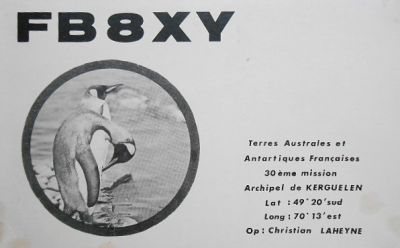 FB8XY
Terres Australes et
Antartiques Françaises
30ème mission
Archipel de KERGUELEN
Lat : 49° 20' sud
Long : 70° 13' est
Op : Christian LAHEYNE